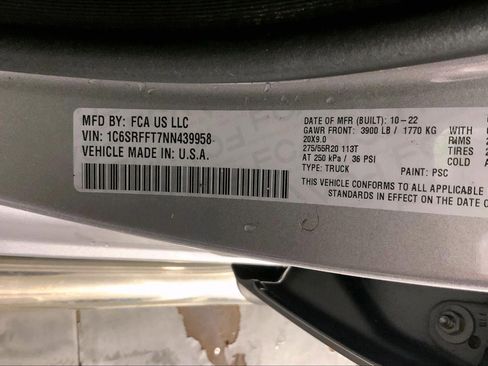 MFD BY: FCA US LLC
VIN: 1C6SRFFT7NN439958
VEHICLE MADE IN: U.S.A.
DATE OF MFR (BUILT): 10-22
GAWR FRONT: 3900 LB / 1770 KG WITH
20X9.0 RIMS
275/55R20 113T TIRES
AT 250 kPa / 36 PSI COLD
TYPE: TRUCK PAINT: PSC
THIS VEHICLE CONFORMS TO ALL APPLICABLE
STANDARDS IN EFFECT ON THE DATE O